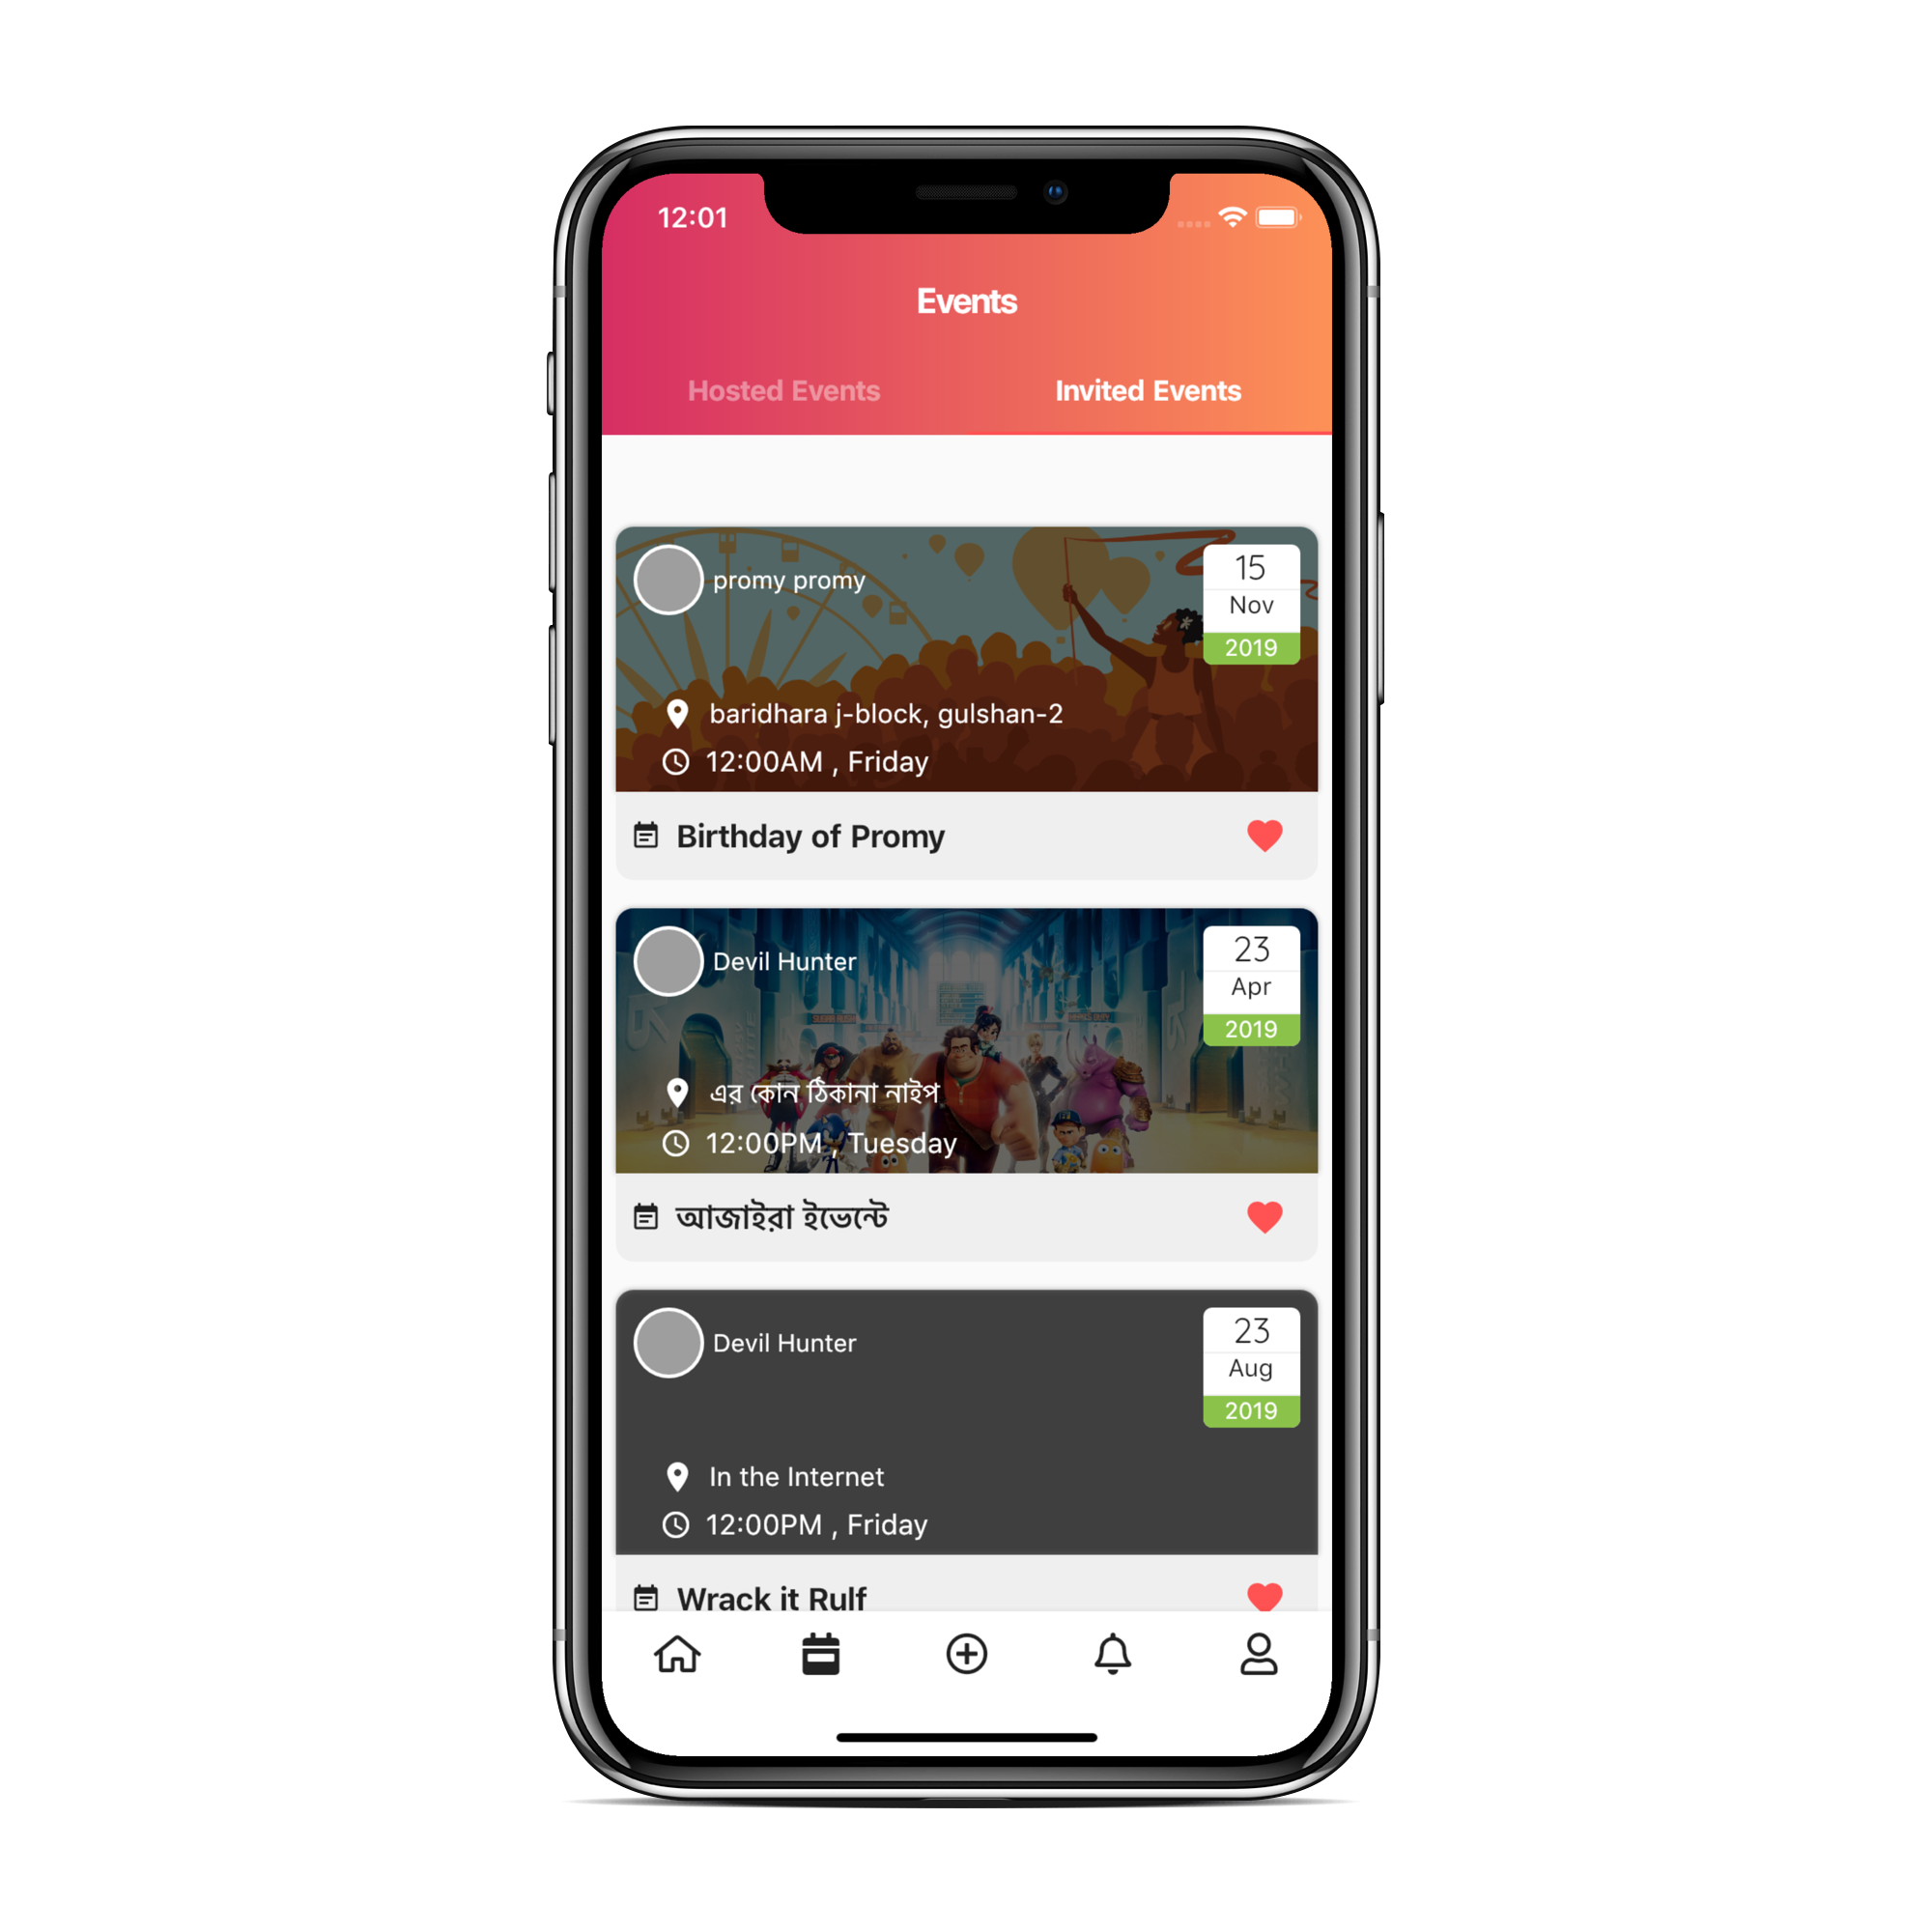 12:01
Events
Hosted Events
Invited Events
promy promy
15
Nov
2019
baridhara j-block, gulshan-2
12:00AM , Friday
Birthday of Promy
Devil Hunter
23
Apr
2019
এর কোন ঠিকানা নাইপ
12:00PM , Tuesday
আজাইরা ইভেন্টে
Devil Hunter
23
Aug
2019
In the Internet
12:00PM , Friday
Wrack it Rulf